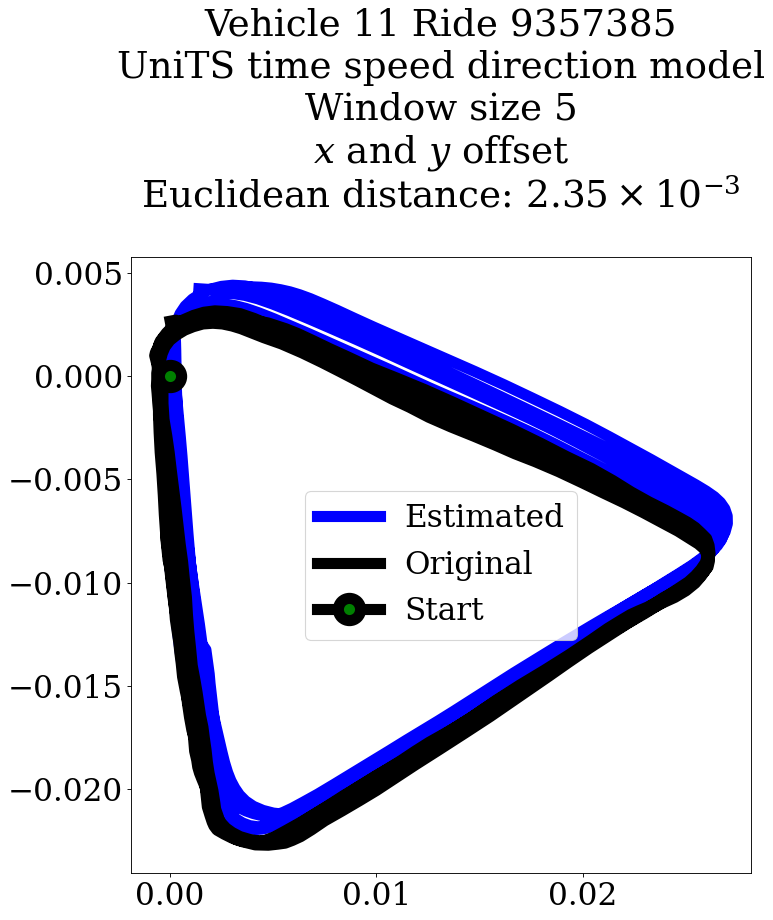 Vehicle 11 Ride 9357385
UniTS time speed direction model
Window size 5
x and y offset
Euclidean distance: 2.35 × 10⁻³
0.005
0.000
−0.005
−0.010
−0.015
−0.020
Estimated
Original
Start
0.00 0.01 0.02